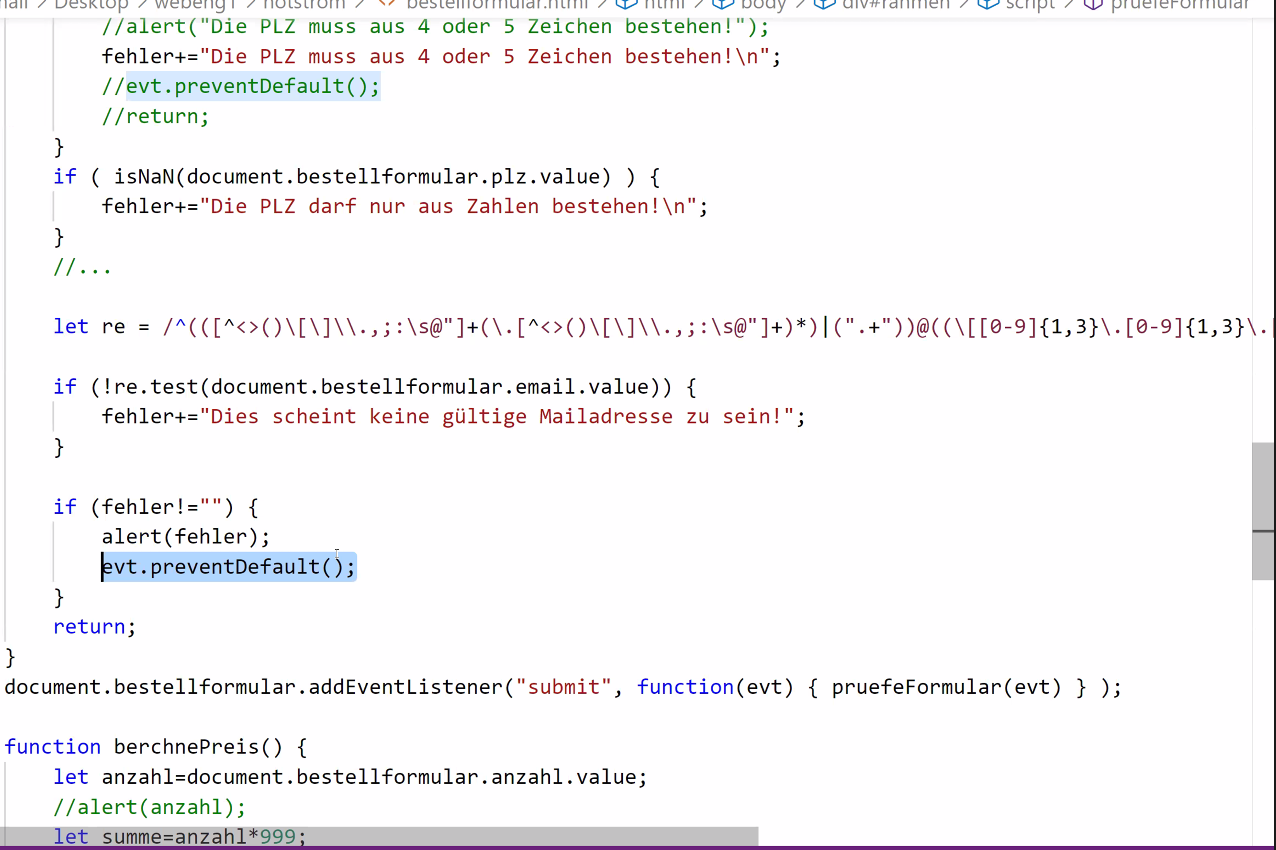 Desktop > webeng1 > hotstrom > <> bestellformular.html > html > body > div#rahmen > script > pruefeFormular
//alert("Die PLZ muss aus 4 oder 5 Zeichen bestehen!");
fehler+="Die PLZ muss aus 4 oder 5 Zeichen bestehen!\n";
//evt.preventDefault();
//return;
}
if ( isNaN(document.bestellformular.plz.value) ) {
fehler+="Die PLZ darf nur aus Zahlen bestehen!\n";
}
//...
let re = /^(([^<>()\[\]\\.,;:\s@"]+(\.[^<>()\[\]\\.,;:\s@"]+)*)|(".+"))@((\[[0-9]{1,3}\.[0-9]{1,3}\.[
if (!re.test(document.bestellformular.email.value)) {
fehler+="Dies scheint keine gültige Mailadresse zu sein!";
}
if (fehler!="") {
alert(fehler);
evt.preventDefault();
}
return;
}
document.bestellformular.addEventListener("submit", function(evt) { pruefeFormular(evt) } );
function berchnePreis() {
let anzahl=document.bestellformular.anzahl.value;
//alert(anzahl);
let summe=anzahl*999;